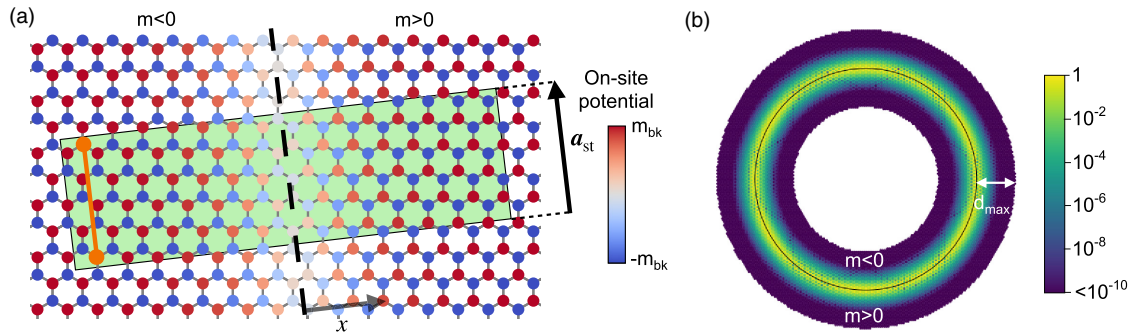 (a)
m<0
m>0
On-site
potential
m_bk
-m_bk
a_st
x
(b)
d_max
m<0
m>0
1
10^-2
10^-4
10^-6
10^-8
<10^-10